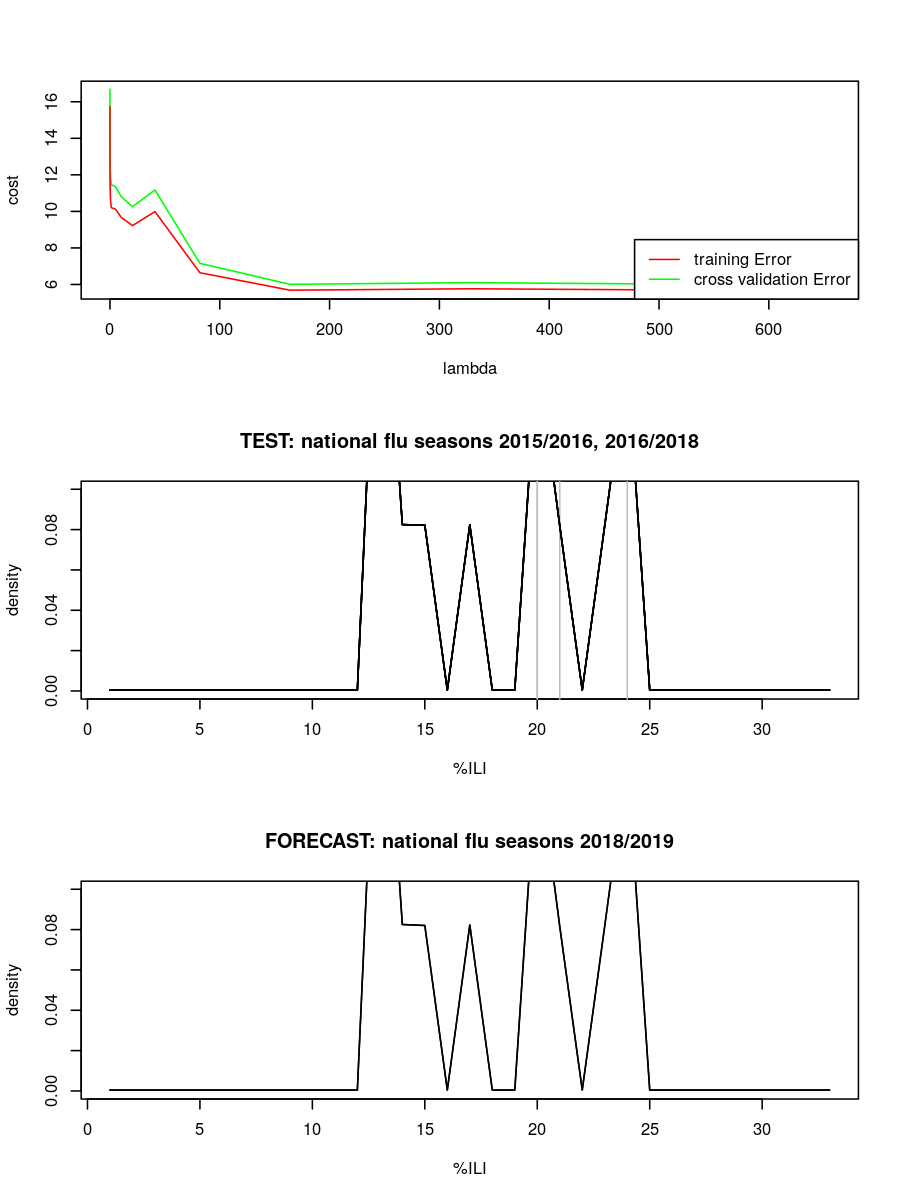 16
14
12
10
8
6
cost
training Error
cross validation Error
0 100 200 300 400 500 600
lambda
TEST: national flu seasons 2015/2016, 2016/2018
0.08
0.04
0.00
density
0 5 10 15 20 25 30
%ILI
FORECAST: national flu seasons 2018/2019
0.08
0.04
0.00
density
0 5 10 15 20 25 30
%ILI